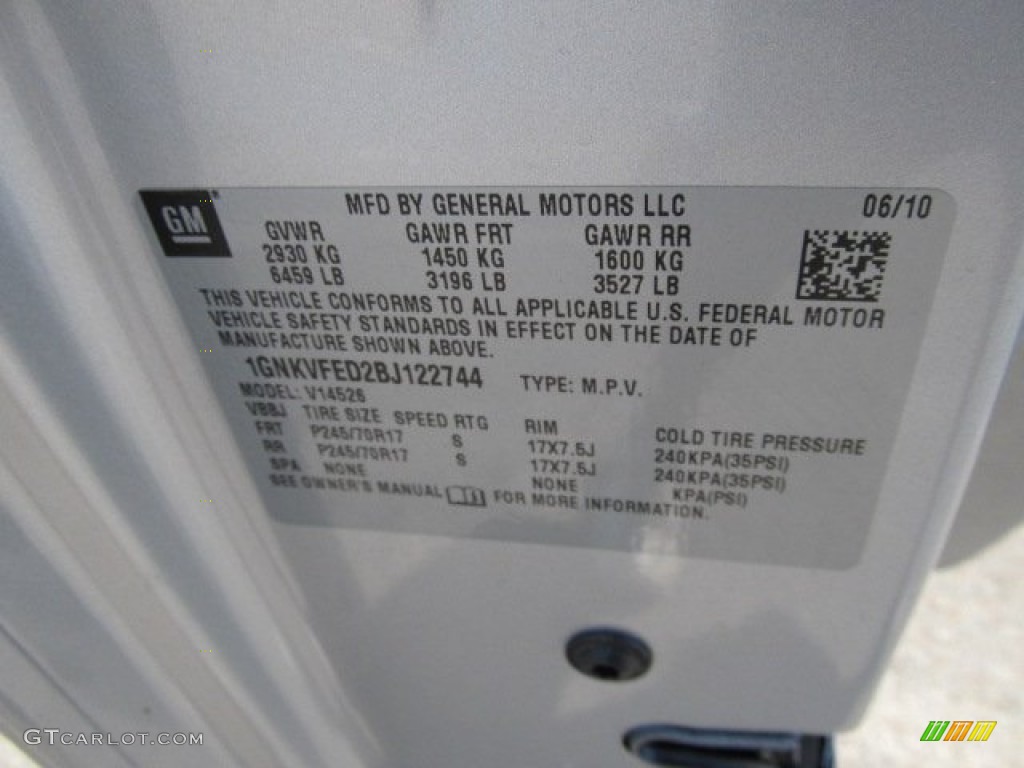 GM
MFD BY GENERAL MOTORS LLC 06/10
GVWR GAWR FRT GAWR RR
2930 KG 1450 KG 1600 KG
6459 LB 3196 LB 3527 LB
THIS VEHICLE CONFORMS TO ALL APPLICABLE U.S. FEDERAL MOTOR
VEHICLE SAFETY STANDARDS IN EFFECT ON THE DATE OF
MANUFACTURE SHOWN ABOVE.
1GNKVFED2BJ122744 TYPE: M.P.V.
MODEL: V14526
VBBJ TIRE SIZE SPEED RTG RIM COLD TIRE PRESSURE
FRT P245/70R17 S 17X7.5J 240KPA(35PSI)
RR P245/70R17 S 17X7.5J 240KPA(35PSI)
SPA NONE NONE KPA(PSI)
SEE OWNER'S MANUAL FOR MORE INFORMATION.
GTCARLOT.COM